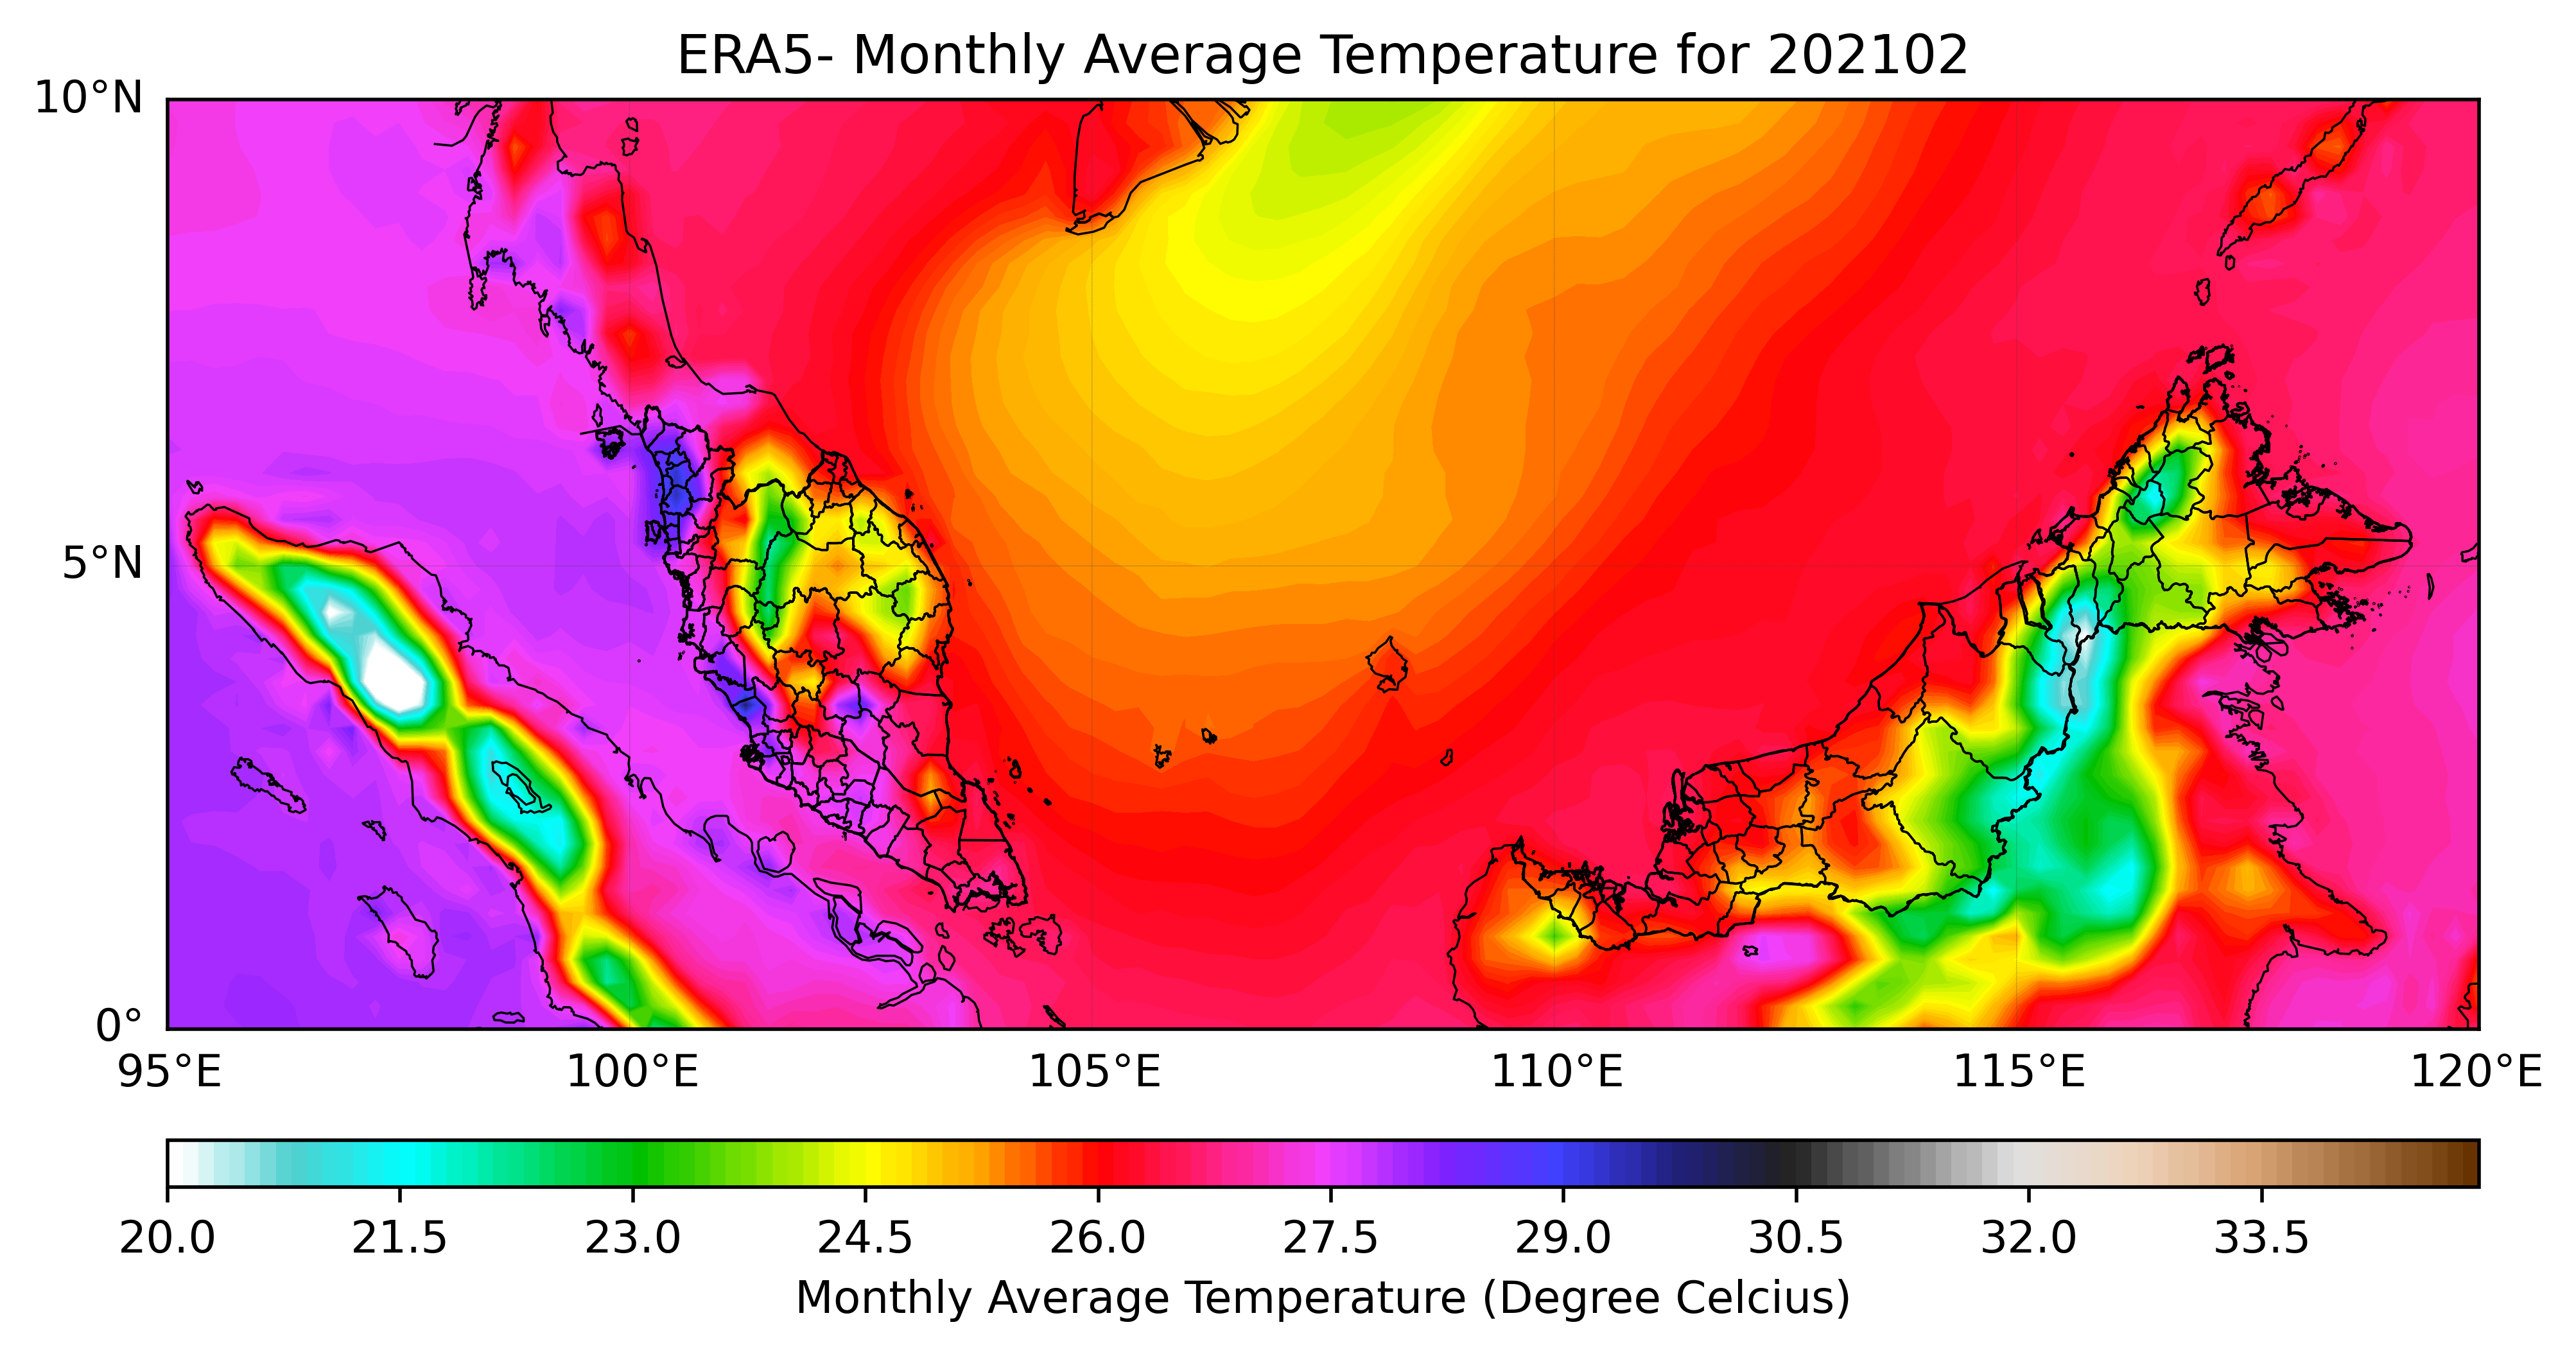 ERA5- Monthly Average Temperature for 202102
10°N
5°N
0°
95°E 100°E 105°E 110°E 115°E 120°E
20.0 21.5 23.0 24.5 26.0 27.5 29.0 30.5 32.0 33.5
Monthly Average Temperature (Degree Celcius)